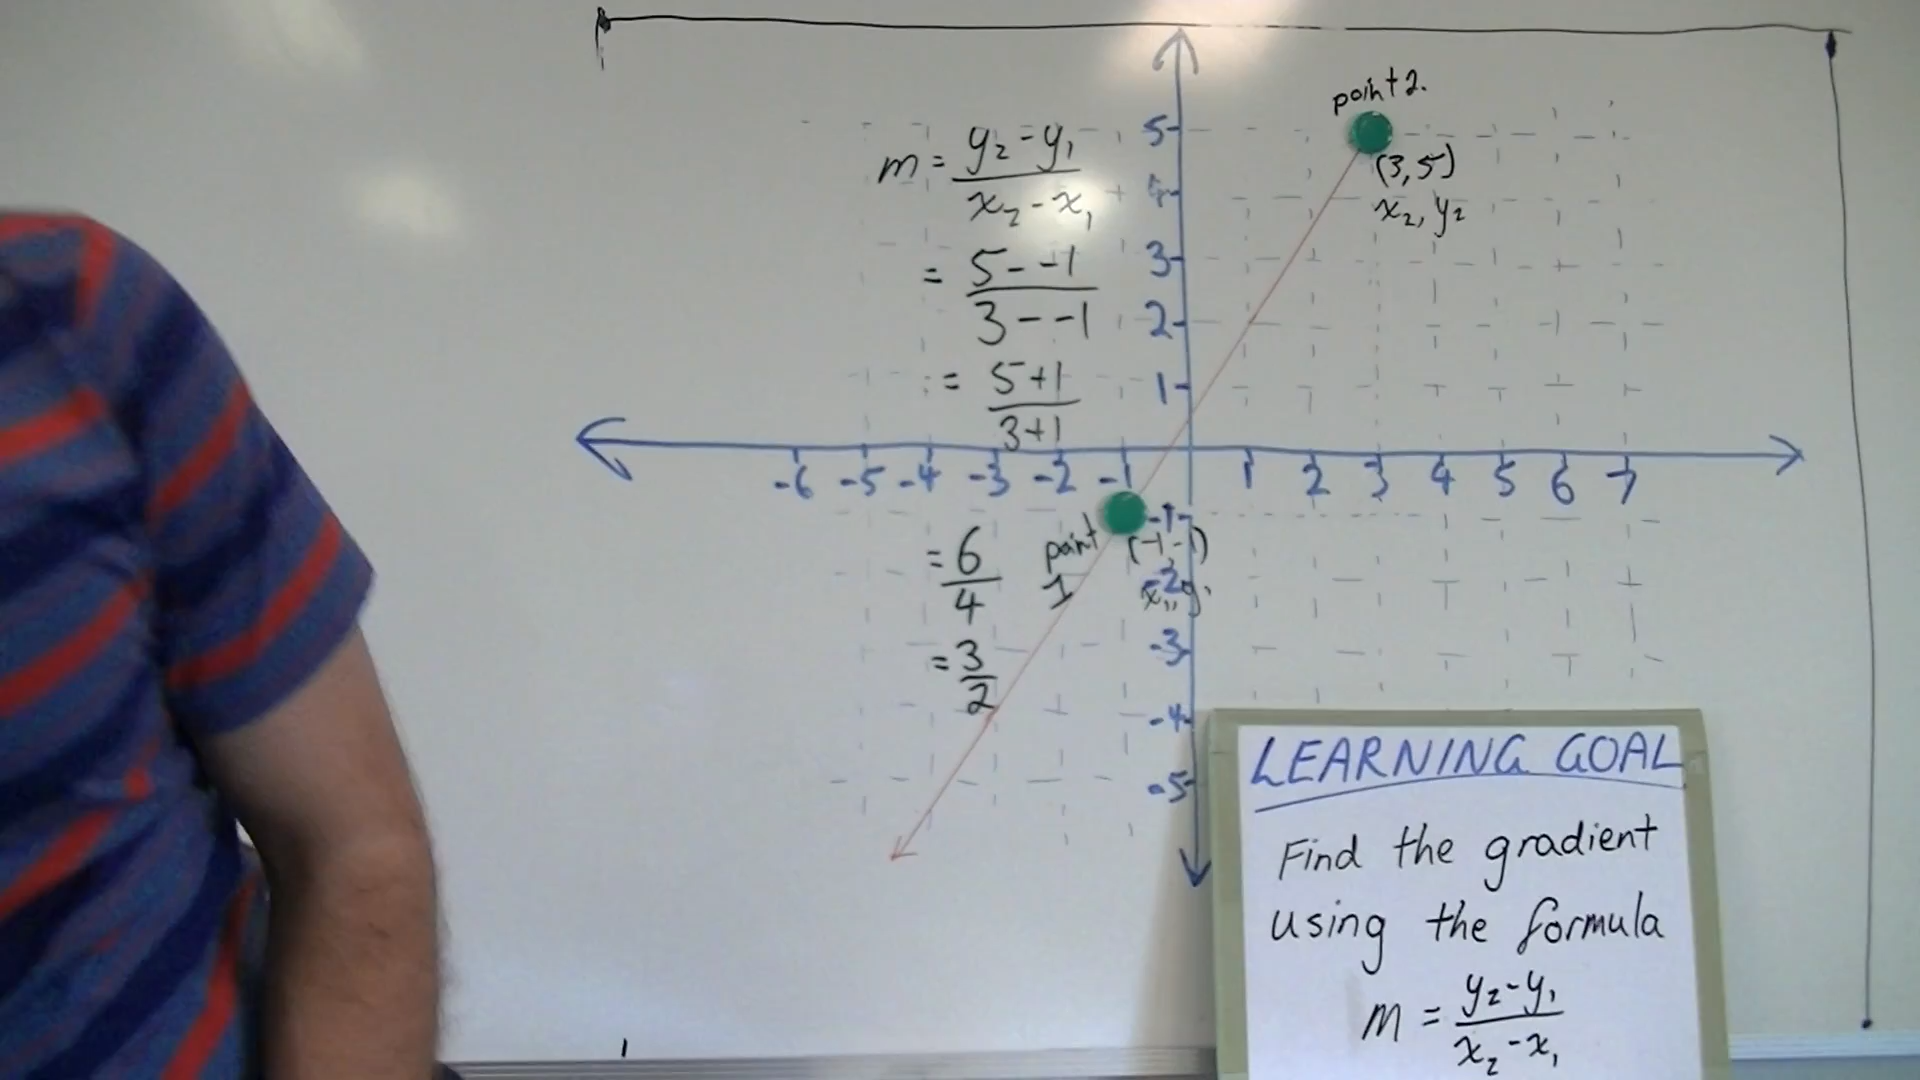 point 2.
m = y₂ - y₁ / x₂ - x₁
(3, 5)
x₂, y₂
= 5 - -1 / 3 - -1
= 5+1 / 3+1
= 6 / 4
= 3 / 2
point 1
(-1, -1)
x₁, y₁
5
4
3
2
1
-6 -5 -4 -3 -2 -1 1 2 3 4 5 6 7
-1
-2
-3
-4
-5
LEARNING GOAL
Find the gradient
using the formula
m = y₂ - y₁ / x₂ - x₁